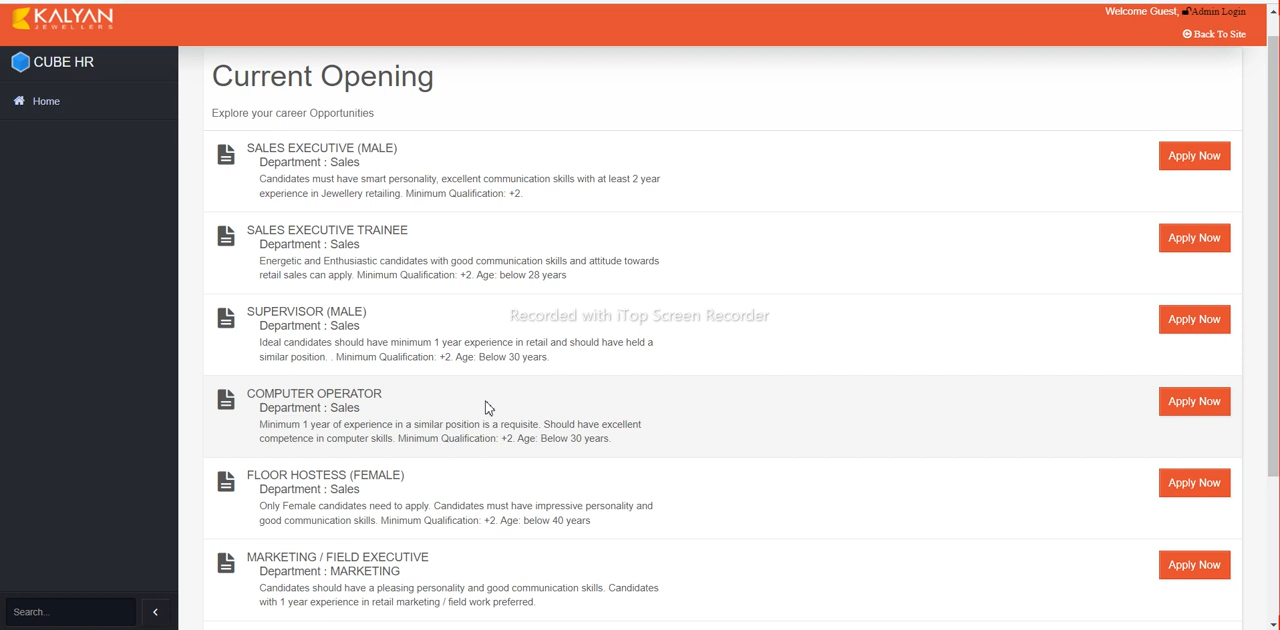 KALYAN
JEWELLERS
Welcome Guest, Admin Login
Back To Site
CUBE HR
Home
Current Opening
Explore your career Opportunities
SALES EXECUTIVE (MALE)
Department : Sales
Candidates must have smart personality, excellent communication skills with at least 2 year
experience in Jewellery retailing. Minimum Qualification: +2.
Apply Now
SALES EXECUTIVE TRAINEE
Department : Sales
Energetic and Enthusiastic candidates with good communication skills and attitude towards
retail sales can apply. Minimum Qualification: +2. Age: below 28 years
Apply Now
SUPERVISOR (MALE)
Department : Sales
Ideal candidates should have minimum 1 year experience in retail and should have held a
similar position. . Minimum Qualification: +2. Age: Below 30 years.
Apply Now
Recorded with iTop Screen Recorder
COMPUTER OPERATOR
Department : Sales
Minimum 1 year of experience in a similar position is a requisite. Should have excellent
competence in computer skills. Minimum Qualification: +2. Age: Below 30 years.
Apply Now
FLOOR HOSTESS (FEMALE)
Department : Sales
Only Female candidates need to apply. Candidates must have impressive personality and
good communication skills. Minimum Qualification: +2. Age: below 40 years
Apply Now
MARKETING / FIELD EXECUTIVE
Department : MARKETING
Candidates should have a pleasing personality and good communication skills. Candidates
with 1 year experience in retail marketing / field work preferred.
Apply Now
Search...